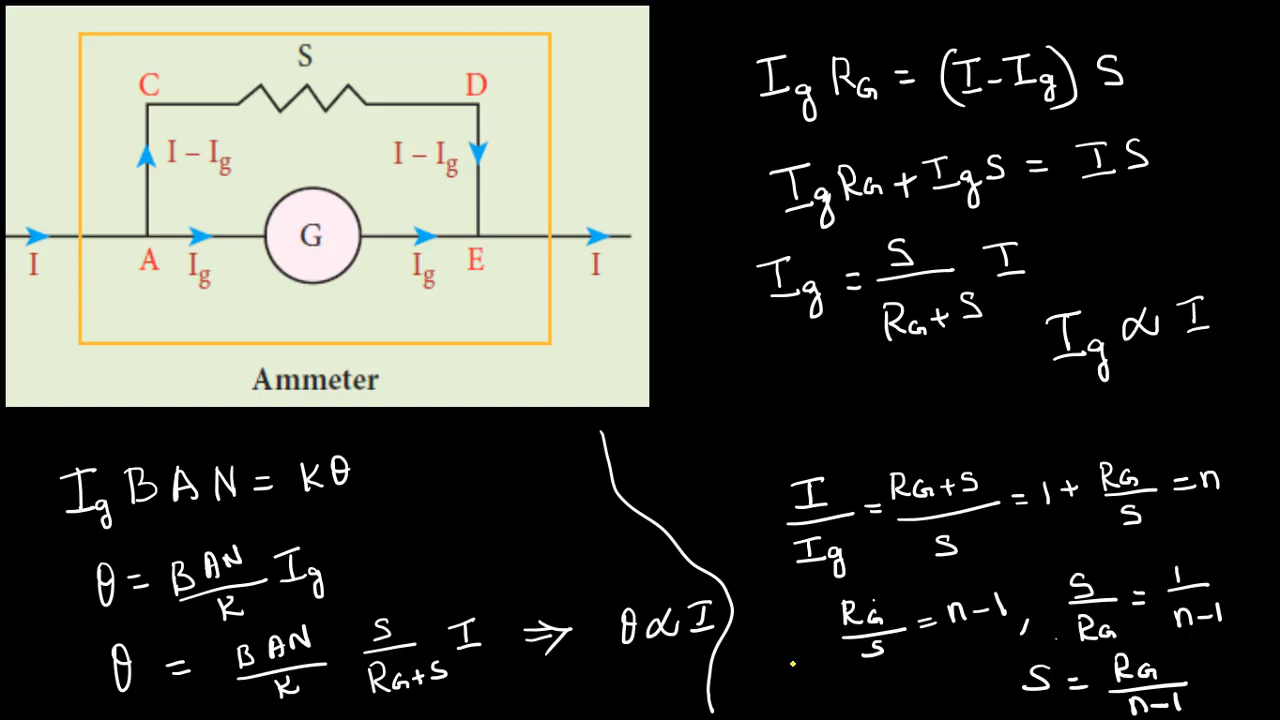 S
C D
I – Ig I – Ig
G
I A Ig Ig E I
Ammeter
Ig RG = (I – Ig) S
Ig RG + Ig S = I S
Ig = S / (RG + S) I
Ig ∝ I
Ig B A N = K θ
θ = BAN / K Ig
θ = BAN / K S / (RG + S) I ⇒ θ ∝ I
I / Ig = (RG + S) / S = 1 + RG / S = n
RG / S = n – 1 , S / RG = 1 / (n – 1)
S = RG / (n – 1)